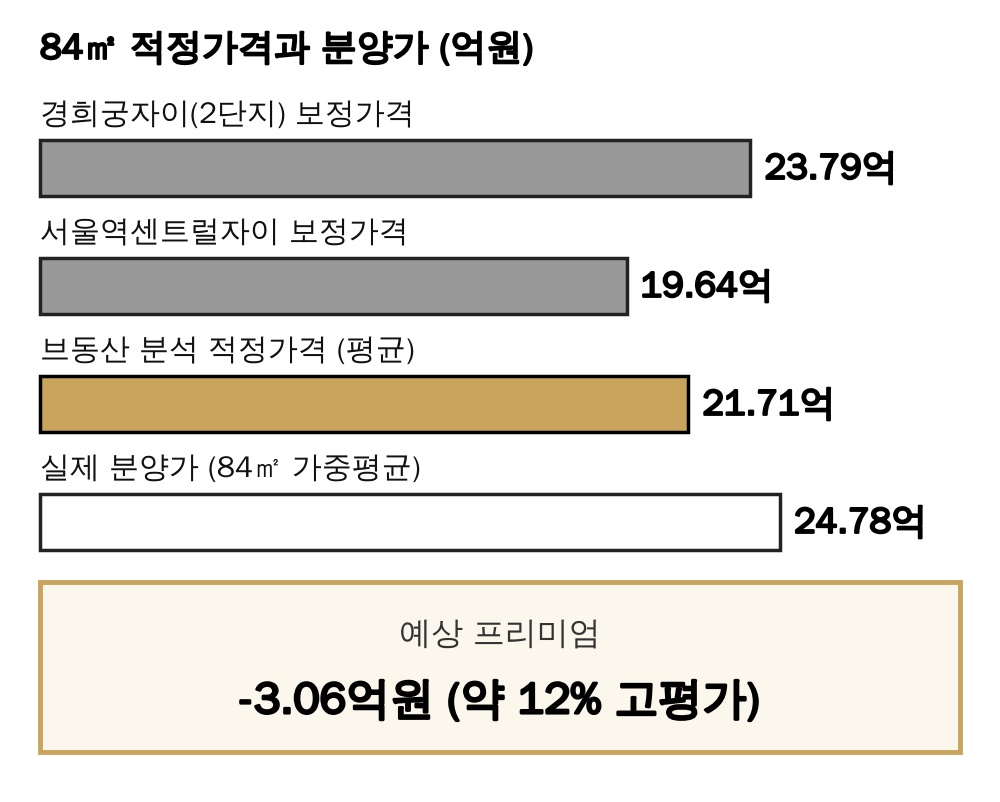 84㎡ 적정가격과 분양가 (억원)
경희궁자이(2단지) 보정가격
23.79억
서울역센트럴자이 보정가격
19.64억
브동산 분석 적정가격 (평균)
21.71억
실제 분양가 (84㎡ 가중평균)
24.78억
예상 프리미엄
-3.06억원 (약 12% 고평가)